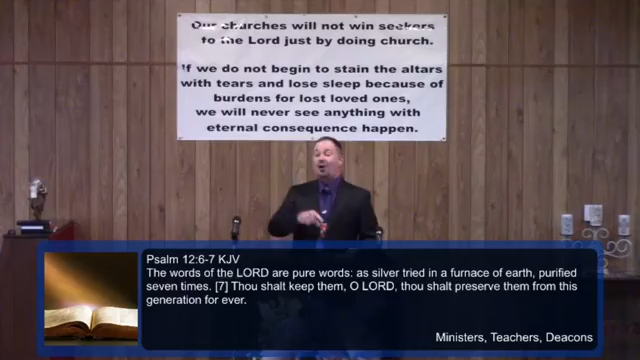 Our churches will not win seekers
to the Lord just by doing church.
If we do not begin to stain the altars
with tears and lose sleep because of
burdens for lost loved ones,
we will never see anything with
eternal consequence happen.
Psalm 12:6-7 KJV
The words of the LORD are pure words: as silver tried in a furnace of earth, purified
seven times. [7] Thou shalt keep them, O LORD, thou shalt preserve them from this
generation for ever.
Ministers, Teachers, Deacons